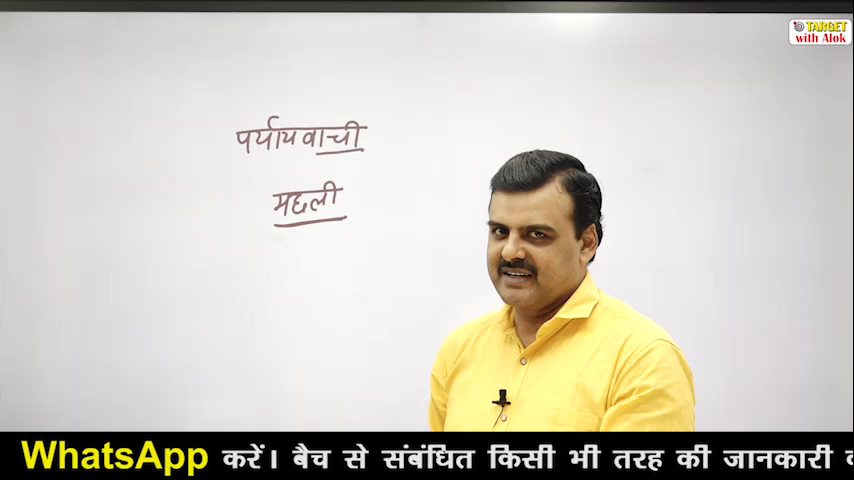 TARGET
with Alok
पर्यायवाची
मछली
WhatsApp करें। बैच से संबंधित किसी भी तरह की जानकारी